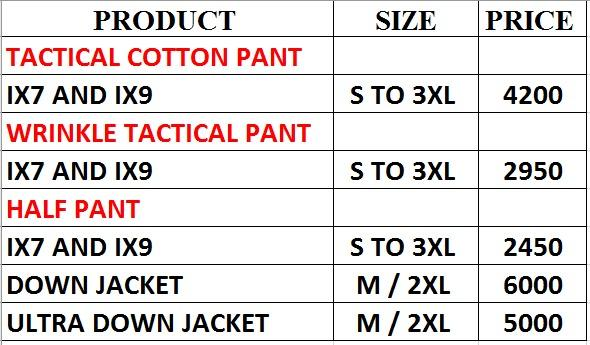 PRODUCT SIZE PRICE
TACTICAL COTTON PANT
IX7 AND IX9 S TO 3XL 4200
WRINKLE TACTICAL PANT
IX7 AND IX9 S TO 3XL 2950
HALF PANT
IX7 AND IX9 S TO 3XL 2450
DOWN JACKET M / 2XL 6000
ULTRA DOWN JACKET M / 2XL 5000